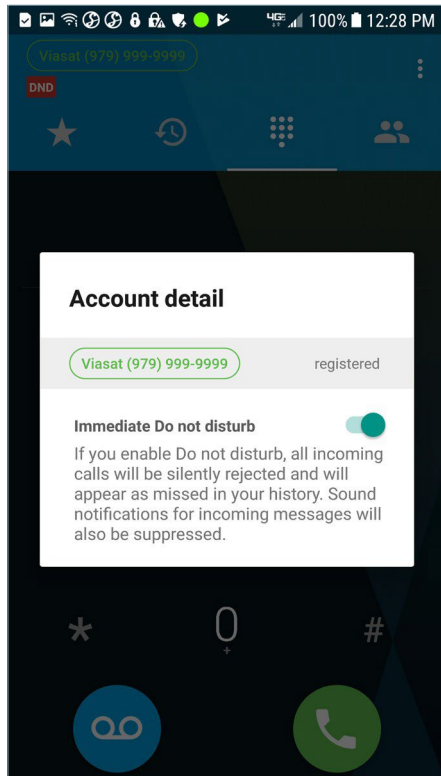 4GE 100% 12:28 PM
Viasat (979) 999-9999
DND
Account detail
Viasat (979) 999-9999 registered
Immediate Do not disturb
If you enable Do not disturb, all incoming
calls will be silently rejected and will
appear as missed in your history. Sound
notifications for incoming messages will
also be suppressed.
* 0 #
+